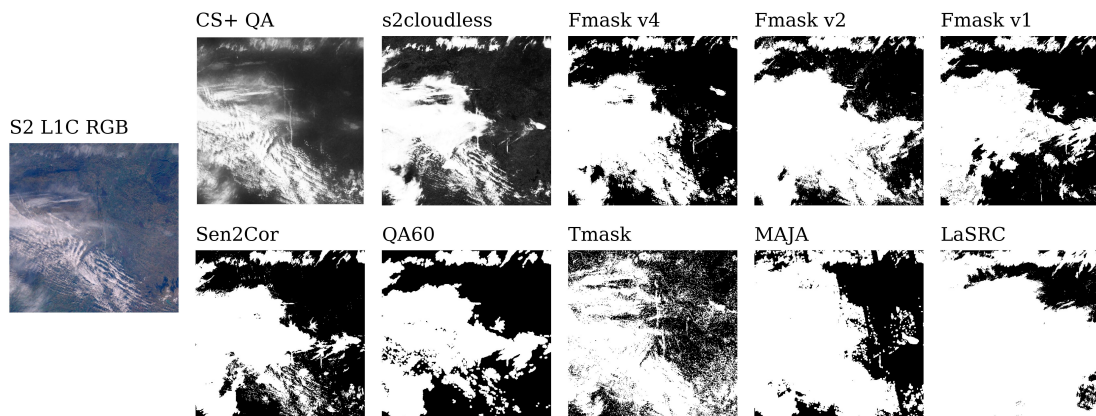 CS+ QA
s2cloudless
Fmask v4
Fmask v2
Fmask v1
S2 L1C RGB
Sen2Cor
QA60
Tmask
MAJA
LaSRC